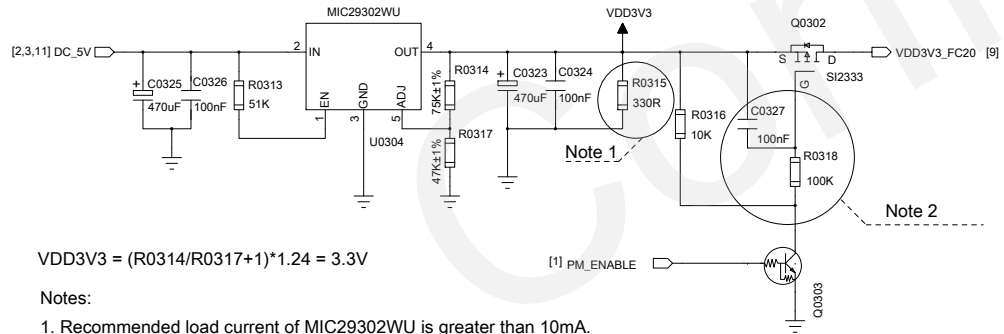 MIC29302WU
[2,3,11] DC_5V
2
IN
OUT
4
EN
GND
ADJ
1
3
5
U0304
C0325
+
470uF
C0326
100nF
R0313
51K
R0314
75K±1%
R0317
47K±1%
+
C0323
470uF
C0324
100nF
VDD3V3
R0315
330R
Note 1
R0316
10K
Q0302
S
D
G
SI2333
VDD3V3_FC20 [9]
C0327
100nF
R0318
100K
Note 2
[1] PM_ENABLE
Q0303
VDD3V3 = (R0314/R0317+1)*1.24 = 3.3V
Notes:
1. Recommended load current of MIC29302WU is greater than 10mA.